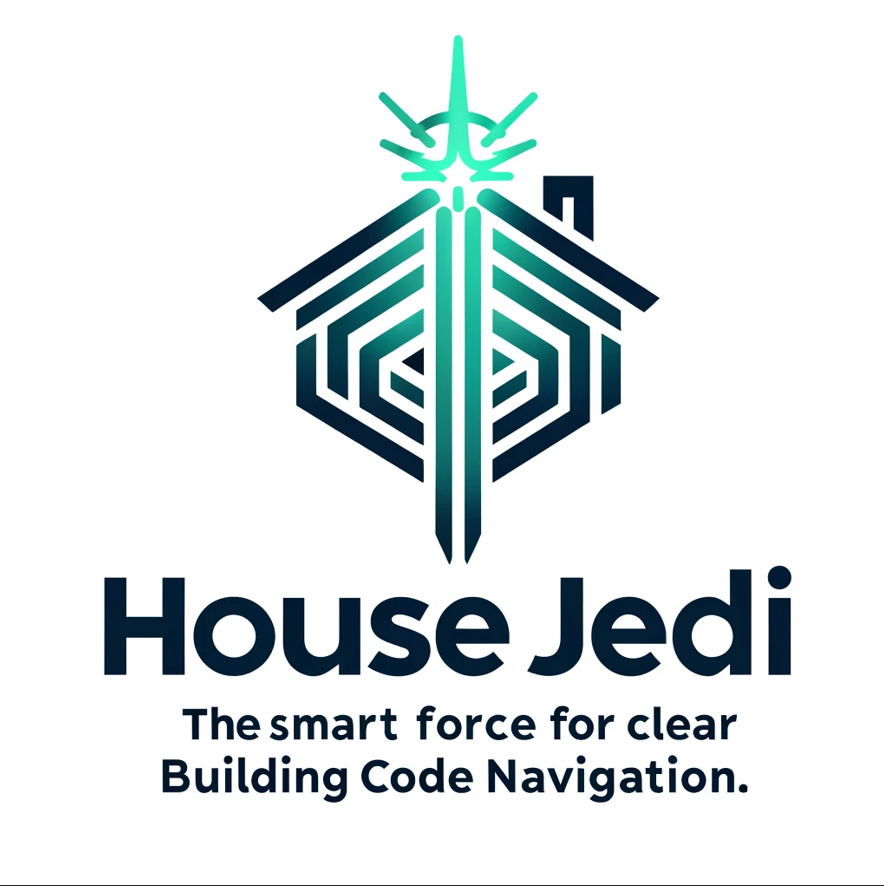 House Jedi
The smart force for clear
Building Code Navigation.